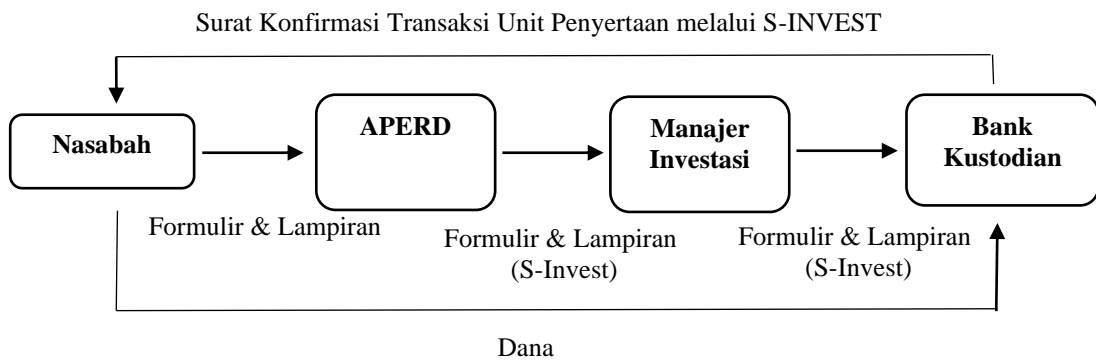 Surat Konfirmasi Transaksi Unit Penyertaan melalui S-INVEST
Nasabah
APERD
Manajer
Investasi
Bank
Kustodian
Formulir & Lampiran
Formulir & Lampiran
(S-Invest)
Formulir & Lampiran
(S-Invest)
Dana